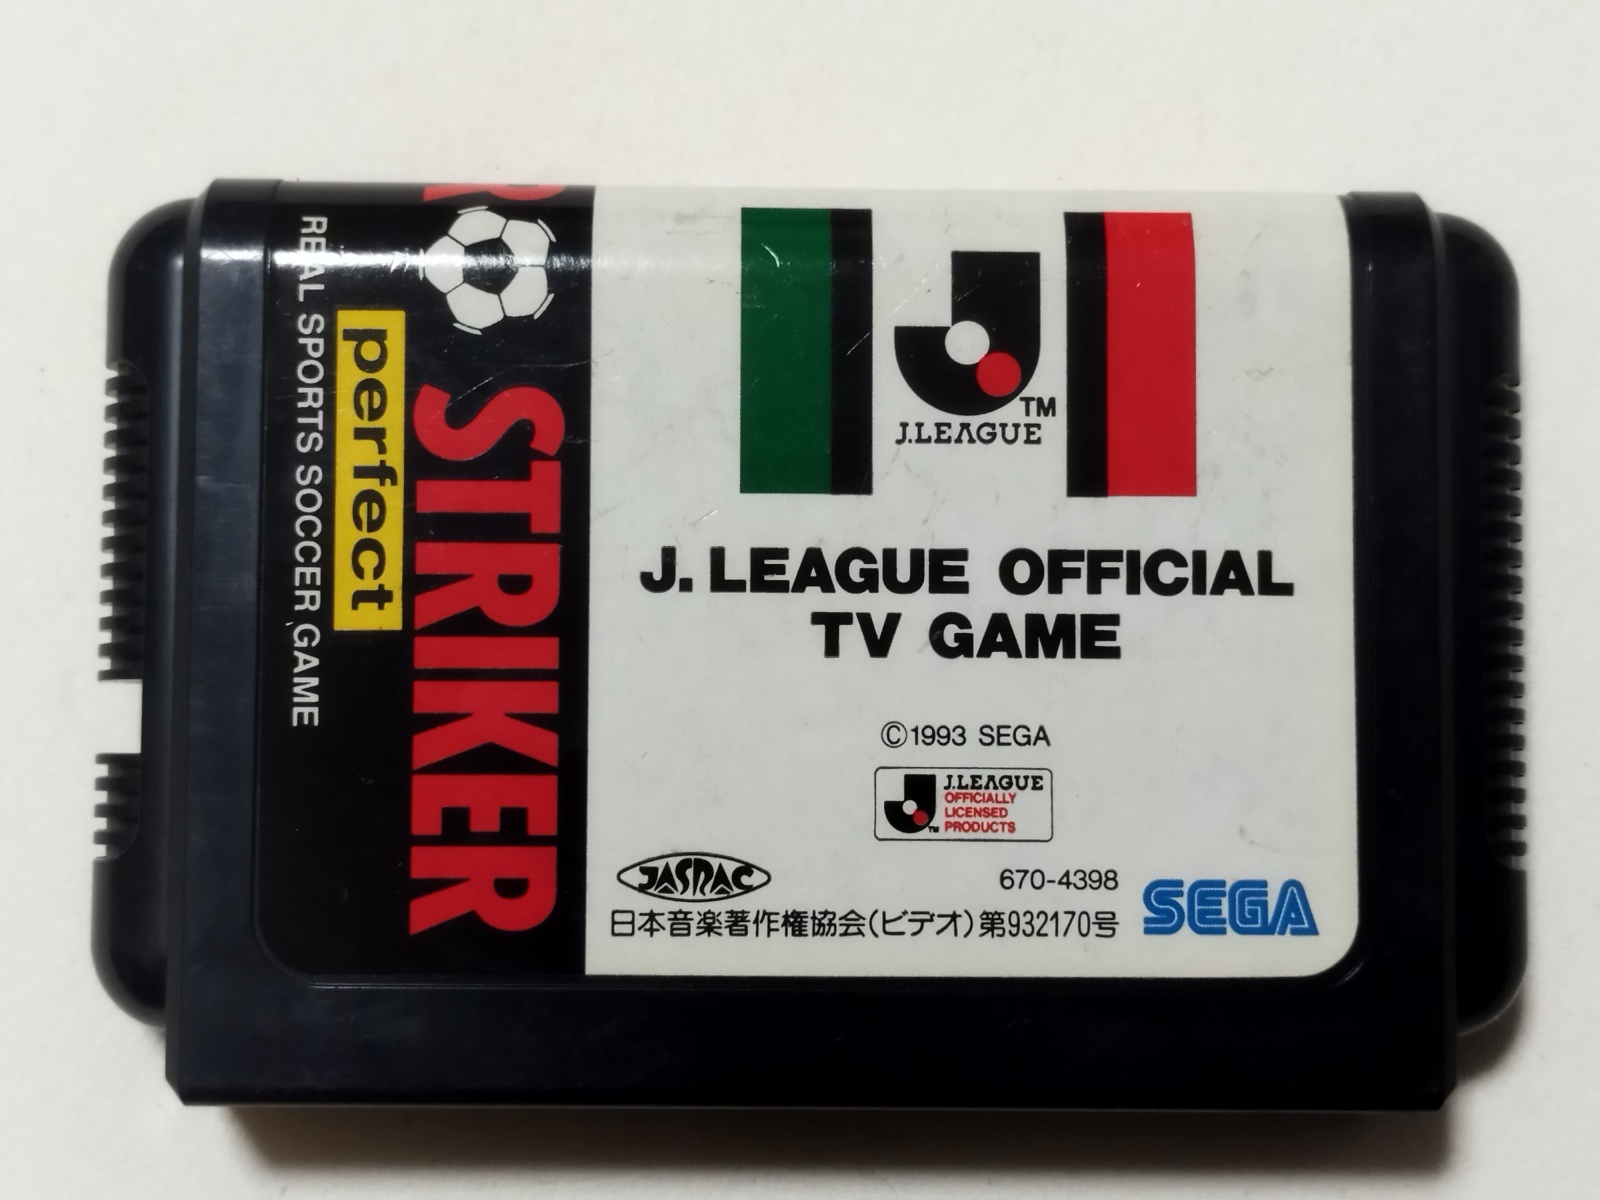 REAL SPORTS SOCCER GAME
perfect
STRIKER
J.LEAGUE TM
J. LEAGUE OFFICIAL
TV GAME
©1993 SEGA
J.LEAGUE
OFFICIALLY
LICENSED
PRODUCTS
TM
JASRAC
670-4398
日本音楽著作権協会(ビデオ)第932170号
SEGA